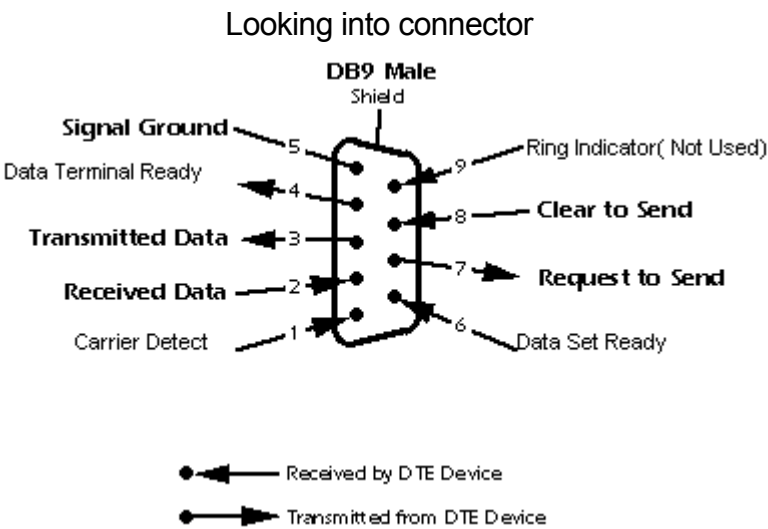 Looking into connector
DB9 Male
Shield
Signal Ground
5
9
Ring Indicator( Not Used)
Data Terminal Ready
4
8
Clear to Send
Transmitted Data
3
7
Request to Send
Received Data
2
6
Data Set Ready
Carrier Detect
1
Received by DTE Device
Transmitted from DTE Device